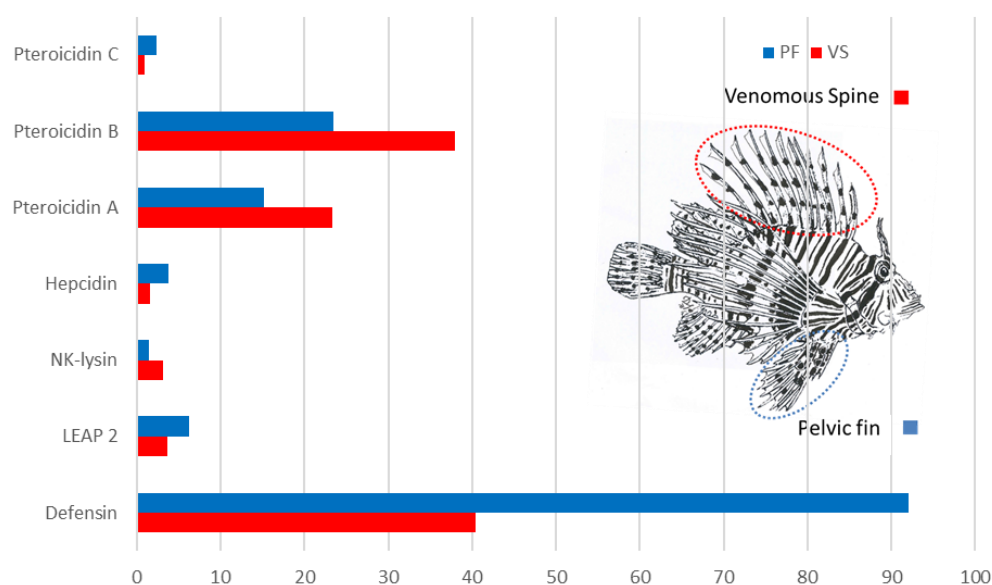 Pteroicidin C
PF VS
Venomous Spine
Pteroicidin B
Pteroicidin A
Hepcidin
NK-lysin
LEAP 2
Pelvic fin
Defensin
0 10 20 30 40 50 60 70 80 90 100